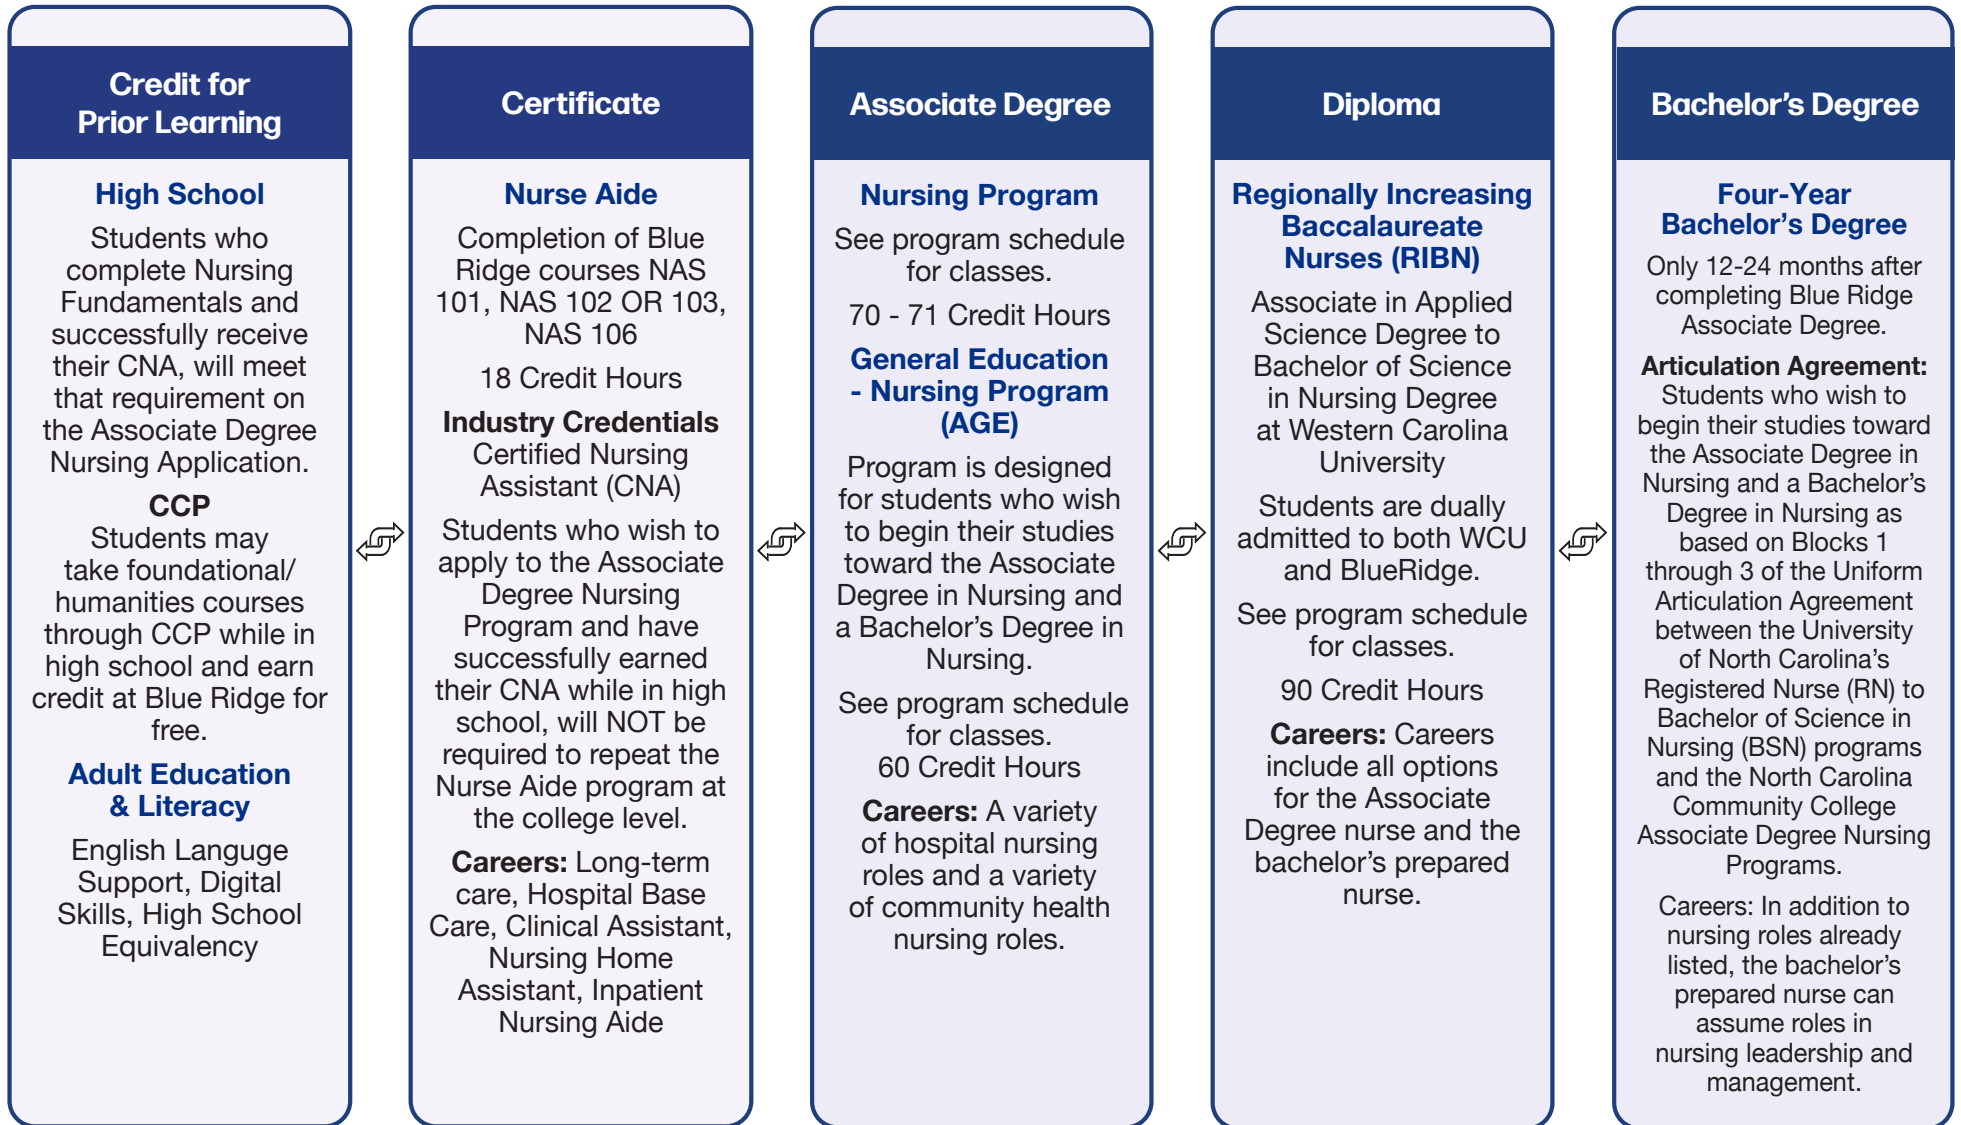 Credit for
Prior Learning
High School
Students who
complete Nursing
Fundamentals and
successfully receive
their CNA, will meet
that requirement on
the Associate Degree
Nursing Application.
CCP
Students may
take foundational/
humanities courses
through CCP while in
high school and earn
credit at Blue Ridge for
free.
Adult Education
& Literacy
English Languge
Support, Digital
Skills, High School
Equivalency
Certificate
Nurse Aide
Completion of Blue
Ridge courses NAS
101, NAS 102 OR 103,
NAS 106
18 Credit Hours
Industry Credentials
Certified Nursing
Assistant (CNA)
Students who wish to
apply to the Associate
Degree Nursing
Program and have
successfully earned
their CNA while in high
school, will NOT be
required to repeat the
Nurse Aide program at
the college level.
Careers: Long-term
care, Hospital Base
Care, Clinical Assistant,
Nursing Home
Assistant, Inpatient
Nursing Aide
Associate Degree
Nursing Program
See program schedule
for classes.
70 - 71 Credit Hours
General Education
- Nursing Program
(AGE)
Program is designed
for students who wish
to begin their studies
toward the Associate
Degree in Nursing and
a Bachelor's Degree in
Nursing.
See program schedule
for classes.
60 Credit Hours
Careers: A variety
of hospital nursing
roles and a variety
of community health
nursing roles.
Diploma
Regionally Increasing
Baccalaureate
Nurses (RIBN)
Associate in Applied
Science Degree to
Bachelor of Science
in Nursing Degree
at Western Carolina
University
Students are dually
admitted to both WCU
and BlueRidge.
See program schedule
for classes.
90 Credit Hours
Careers: Careers
include all options
for the Associate
Degree nurse and the
bachelor's prepared
nurse.
Bachelor's Degree
Four-Year
Bachelor's Degree
Only 12-24 months after
completing Blue Ridge
Associate Degree.
Articulation Agreement:
Students who wish to
begin their studies toward
the Associate Degree in
Nursing and a Bachelor's
Degree in Nursing as
based on Blocks 1
through 3 of the Uniform
Articulation Agreement
between the University
of North Carolina's
Registered Nurse (RN) to
Bachelor of Science in
Nursing (BSN) programs
and the North Carolina
Community College
Associate Degree Nursing
Programs.
Careers: In addition to
nursing roles already
listed, the bachelor's
prepared nurse can
assume roles in
nursing leadership and
management.